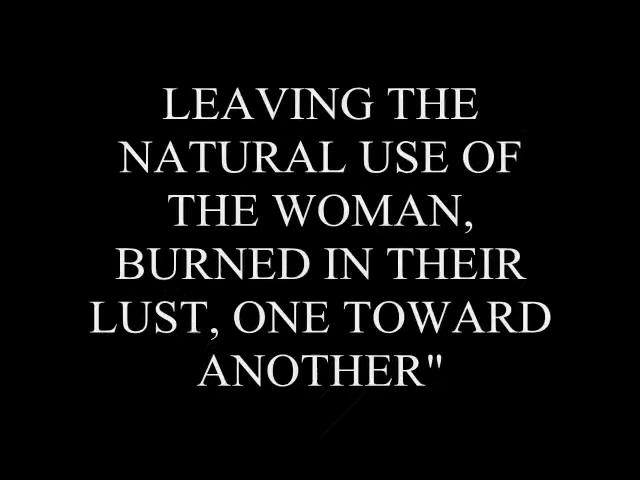 LEAVING THE
NATURAL USE OF
THE WOMAN,
BURNED IN THEIR
LUST, ONE TOWARD
ANOTHER"